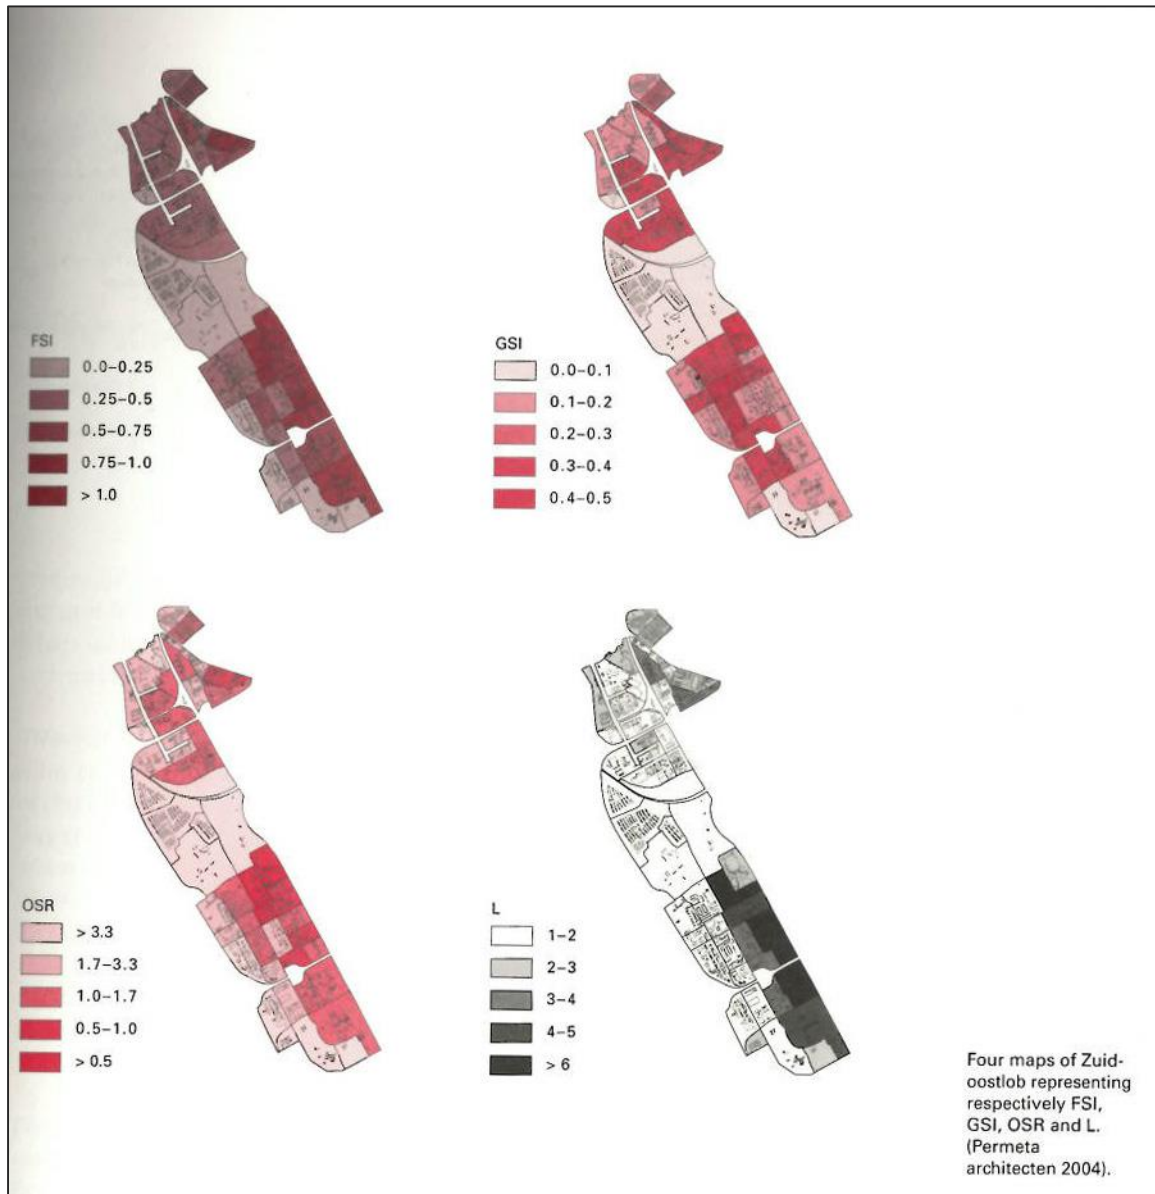 FSI
0.0–0.25
0.25–0.5
0.5–0.75
0.75–1.0
> 1.0
GSI
0.0–0.1
0.1–0.2
0.2–0.3
0.3–0.4
0.4–0.5
OSR
> 3.3
1.7–3.3
1.0–1.7
0.5–1.0
> 0.5
L
1–2
2–3
3–4
4–5
> 6
Four maps of Zuid-
oostlob representing
respectively FSI,
GSI, OSR and L.
(Permeta
architecten 2004).